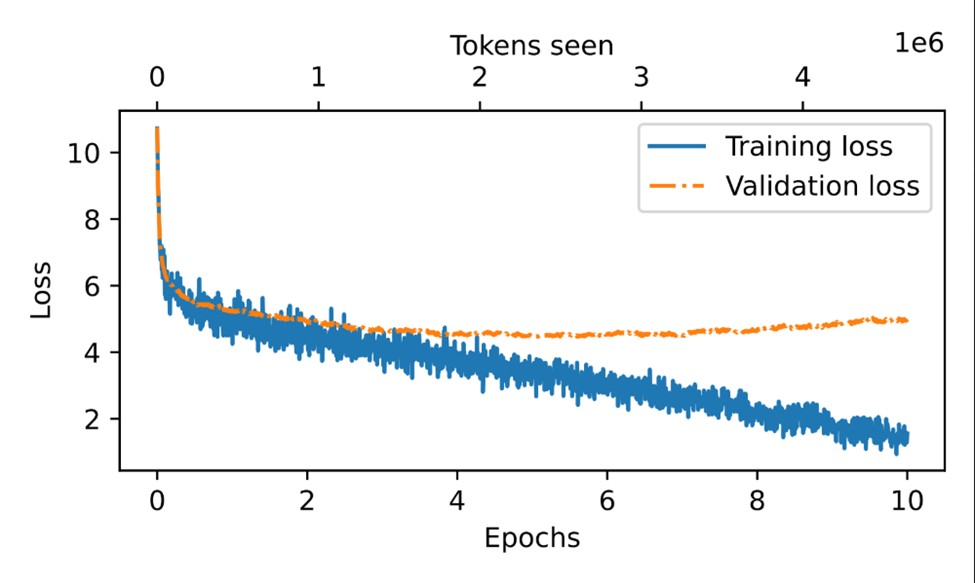 Tokens seen
1e6
0 1 2 3 4
Training loss
Validation loss
10
8
6
4
2
Loss
0 2 4 6 8 10
Epochs